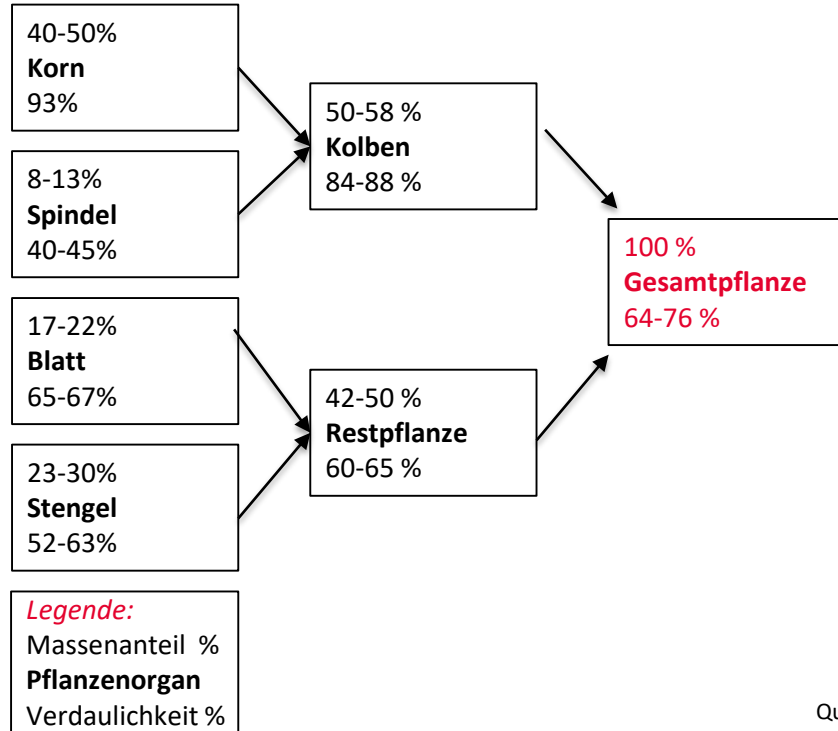 40-50%
Korn
93%
8-13%
Spindel
40-45%
17-22%
Blatt
65-67%
23-30%
Stengel
52-63%
50-58 %
Kolben
84-88 %
42-50 %
Restpflanze
60-65 %
100 %
Gesamtpflanze
64-76 %
Legende:
Massenanteil %
Pflanzenorgan
Verdaulichkeit %